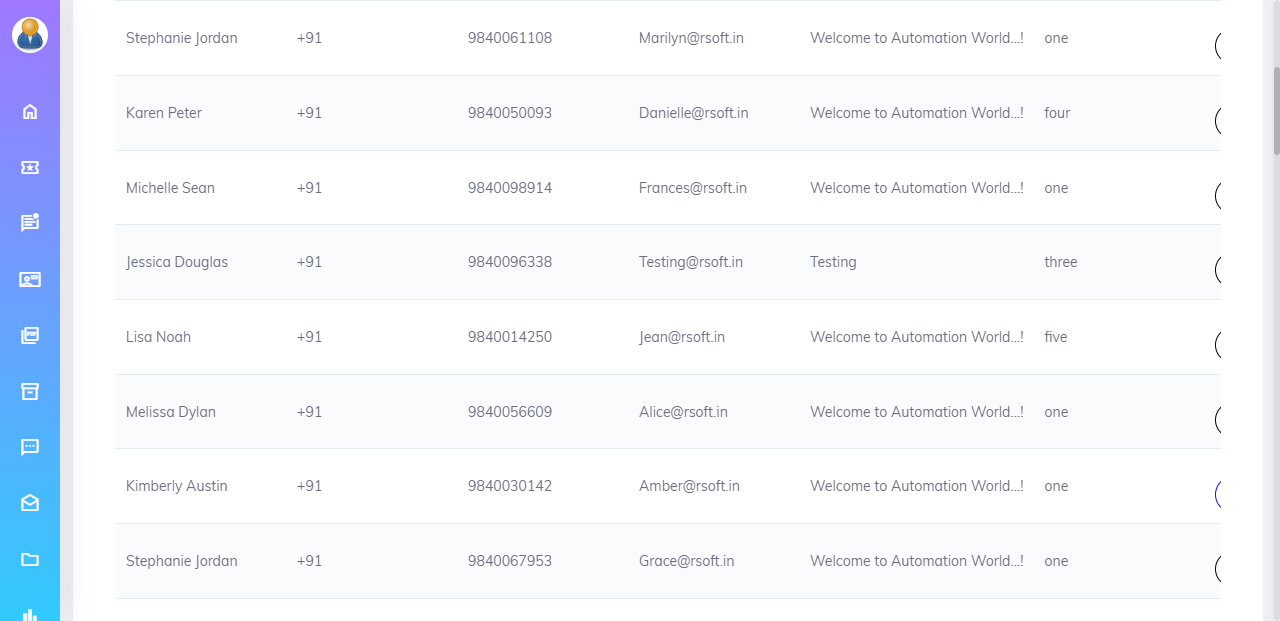 Stephanie Jordan +91 9840061108 Marilyn@rsoft.in Welcome to Automation World...! one
Karen Peter +91 9840050093 Danielle@rsoft.in Welcome to Automation World...! four
Michelle Sean +91 9840098914 Frances@rsoft.in Welcome to Automation World...! one
Jessica Douglas +91 9840096338 Testing@rsoft.in Testing three
Lisa Noah +91 9840014250 Jean@rsoft.in Welcome to Automation World...! five
Melissa Dylan +91 9840056609 Alice@rsoft.in Welcome to Automation World...! one
Kimberly Austin +91 9840030142 Amber@rsoft.in Welcome to Automation World...! one
Stephanie Jordan +91 9840067953 Grace@rsoft.in Welcome to Automation World...! one